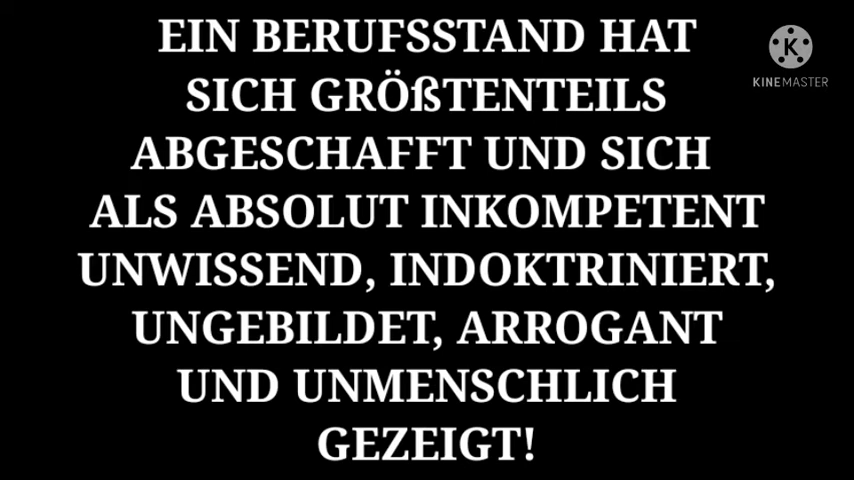 EIN BERUFSSTAND HAT
SICH GRÖßTENTEILS
ABGESCHAFFT UND SICH
ALS ABSOLUT INKOMPETENT
UNWISSEND, INDOKTRINIERT,
UNGEBILDET, ARROGANT
UND UNMENSCHLICH
GEZEIGT!
K
KINEMASTER